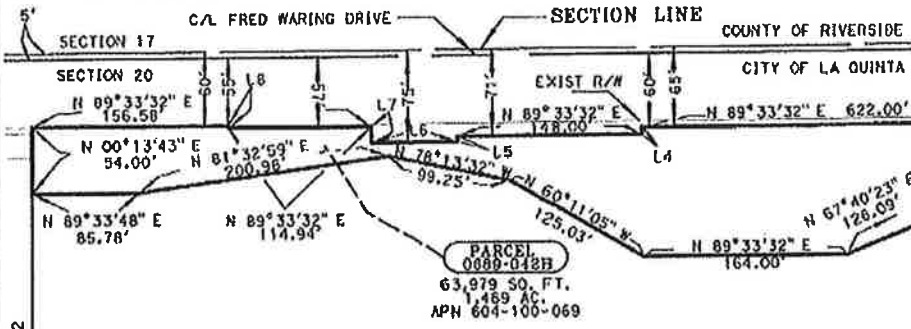 5'
C/L FRED WARING DRIVE
SECTION LINE
SECTION 17
COUNTY OF RIVERSIDE
SECTION 20
CITY OF LA QUINTA
60'
55'
L8
57'
75'
71'
EXIST R/W
60'
65'
N 89°33'32" E
156.58'
L7
L6
N 89°33'32" E
148.00'
N 89°33'32" E 622.00'
L5
L4
N 00°13'43" E
54.00'
N 81°32'59" E
200.96'
N 78°13'32" W
99.25'
N 60°11'05" W
125.03'
N 67°40'23" E
126.09'
N 89°33'48" E
85.78'
N 89°33'32" E
114.94'
N 89°33'32" E
164.00'
PARCEL
0689-042B
63,979 SQ. FT.
1.469 AC.
APN 604-100-069
2